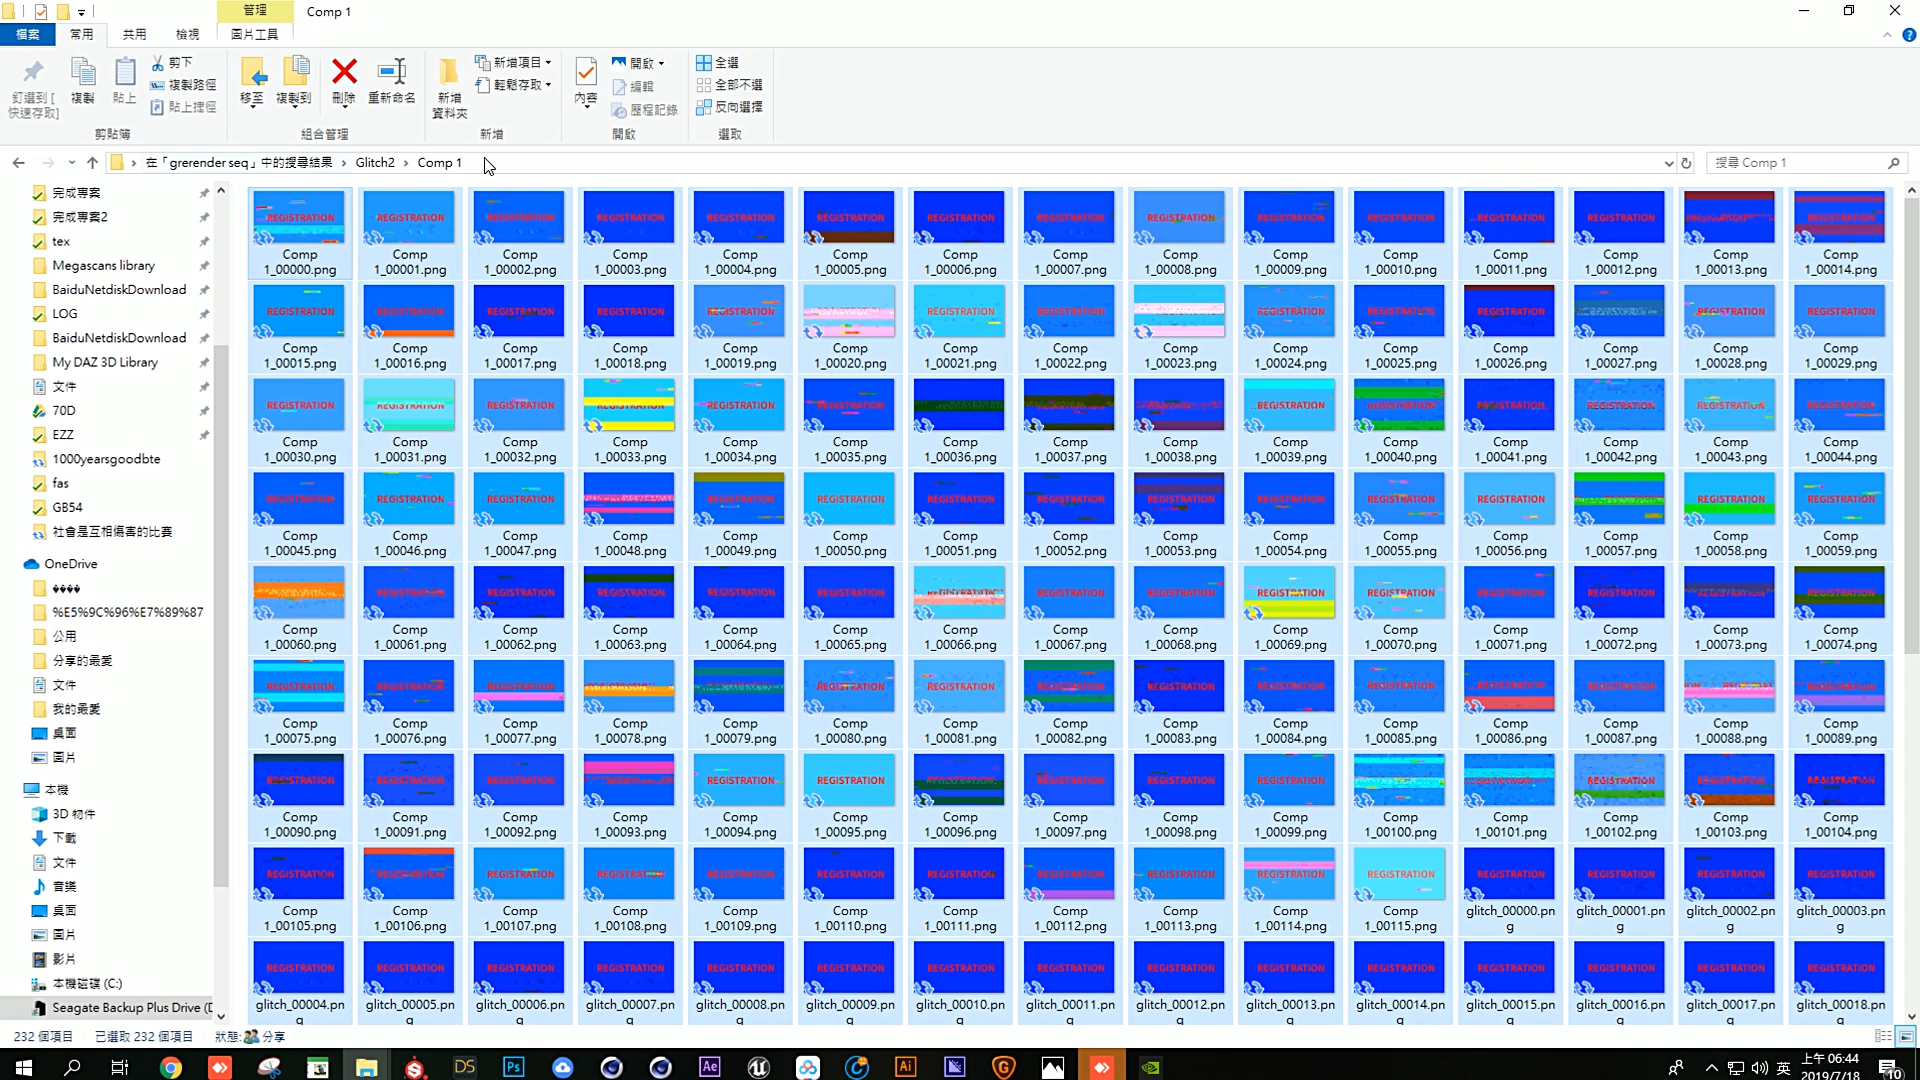 管理
Comp 1
檔案
常用
共用
檢視
圖片工具
釘選到 [
快速存取]
複製
貼上
剪下
複製路徑
貼上捷徑
剪貼簿
移至
複製到
刪除
重新命名
組合管理
新增
資料夾
新增項目
輕鬆存取
新增
內容
開啟
編輯
歷程記錄
開啟
全選
全部不選
反向選擇
選取
在「grerender seq」中的搜尋結果 › Glitch2 › Comp 1
搜尋 Comp 1
完成專案
完成專案2
tex
Megascans library
BaiduNetdiskDownload
LOG
BaiduNetdiskDownload
My DAZ 3D Library
文件
70D
EZZ
1000yearsgoodbte
fas
GB54
社會是互相傷害的比賽
OneDrive
%E5%9C%96%E7%89%87
公用
分享的最愛
文件
我的最愛
桌面
圖片
本機
3D 物件
下載
文件
音樂
桌面
圖片
影片
本機磁碟 (C:)
Seagate Backup Plus Drive (D
Comp 1_00000.png
Comp 1_00001.png
Comp 1_00002.png
Comp 1_00003.png
Comp 1_00004.png
Comp 1_00005.png
Comp 1_00006.png
Comp 1_00007.png
Comp 1_00008.png
Comp 1_00009.png
Comp 1_00010.png
Comp 1_00011.png
Comp 1_00012.png
Comp 1_00013.png
Comp 1_00014.png
Comp 1_00015.png
Comp 1_00016.png
Comp 1_00017.png
Comp 1_00018.png
Comp 1_00019.png
Comp 1_00020.png
Comp 1_00021.png
Comp 1_00022.png
Comp 1_00023.png
Comp 1_00024.png
Comp 1_00025.png
Comp 1_00026.png
Comp 1_00027.png
Comp 1_00028.png
Comp 1_00029.png
Comp 1_00030.png
Comp 1_00031.png
Comp 1_00032.png
Comp 1_00033.png
Comp 1_00034.png
Comp 1_00035.png
Comp 1_00036.png
Comp 1_00037.png
Comp 1_00038.png
Comp 1_00039.png
Comp 1_00040.png
Comp 1_00041.png
Comp 1_00042.png
Comp 1_00043.png
Comp 1_00044.png
Comp 1_00045.png
Comp 1_00046.png
Comp 1_00047.png
Comp 1_00048.png
Comp 1_00049.png
Comp 1_00050.png
Comp 1_00051.png
Comp 1_00052.png
Comp 1_00053.png
Comp 1_00054.png
Comp 1_00055.png
Comp 1_00056.png
Comp 1_00057.png
Comp 1_00058.png
Comp 1_00059.png
Comp 1_00060.png
Comp 1_00061.png
Comp 1_00062.png
Comp 1_00063.png
Comp 1_00064.png
Comp 1_00065.png
Comp 1_00066.png
Comp 1_00067.png
Comp 1_00068.png
Comp 1_00069.png
Comp 1_00070.png
Comp 1_00071.png
Comp 1_00072.png
Comp 1_00073.png
Comp 1_00074.png
Comp 1_00075.png
Comp 1_00076.png
Comp 1_00077.png
Comp 1_00078.png
Comp 1_00079.png
Comp 1_00080.png
Comp 1_00081.png
Comp 1_00082.png
Comp 1_00083.png
Comp 1_00084.png
Comp 1_00085.png
Comp 1_00086.png
Comp 1_00087.png
Comp 1_00088.png
Comp 1_00089.png
Comp 1_00090.png
Comp 1_00091.png
Comp 1_00092.png
Comp 1_00093.png
Comp 1_00094.png
Comp 1_00095.png
Comp 1_00096.png
Comp 1_00097.png
Comp 1_00098.png
Comp 1_00099.png
Comp 1_00100.png
Comp 1_00101.png
Comp 1_00102.png
Comp 1_00103.png
Comp 1_00104.png
Comp 1_00105.png
Comp 1_00106.png
Comp 1_00107.png
Comp 1_00108.png
Comp 1_00109.png
Comp 1_00110.png
Comp 1_00111.png
Comp 1_00112.png
Comp 1_00113.png
Comp 1_00114.png
Comp 1_00115.png
glitch_00000.png
glitch_00001.png
glitch_00002.png
glitch_00003.png
glitch_00004.png
glitch_00005.png
glitch_00006.png
glitch_00007.png
glitch_00008.png
glitch_00009.png
glitch_00010.png
glitch_00011.png
glitch_00012.png
glitch_00013.png
glitch_00014.png
glitch_00015.png
glitch_00016.png
glitch_00017.png
glitch_00018.png
232 個項目
已選取 232 個項目
狀態: 分享
英
上午 06:44
2019/7/18
10